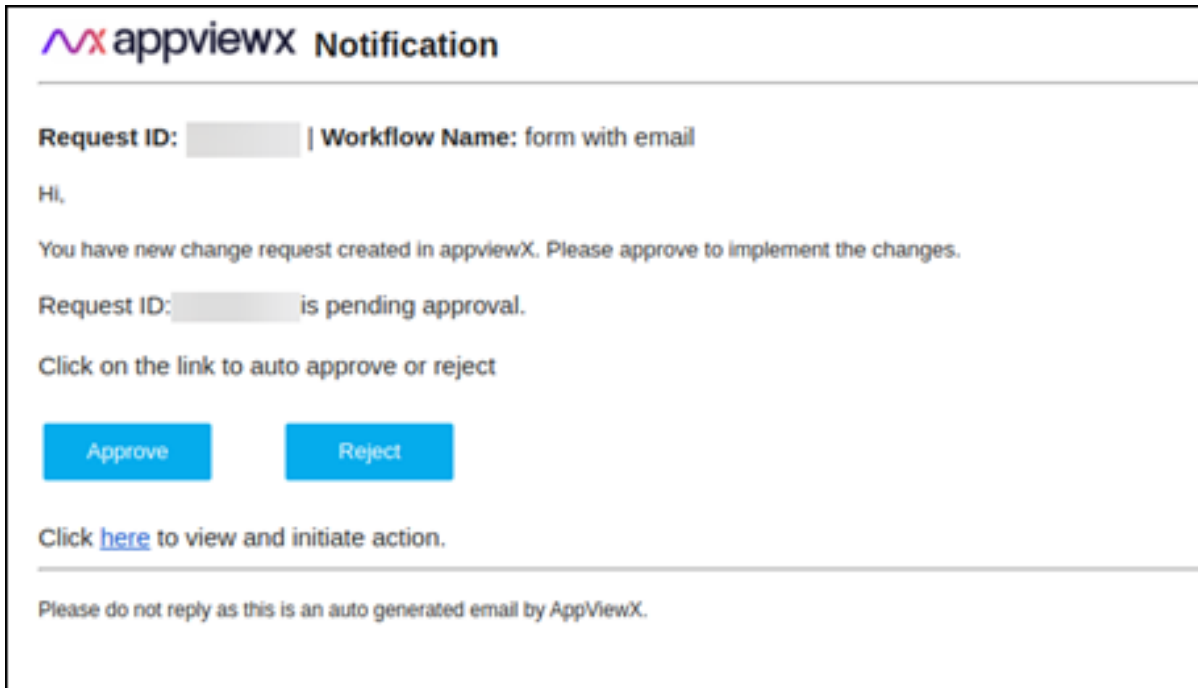 appviewx Notification
Request ID: | Workflow Name: form with email
Hi,
You have new change request created in appviewX. Please approve to implement the changes.
Request ID: is pending approval.
Click on the link to auto approve or reject
Approve Reject
Click here to view and initiate action.
Please do not reply as this is an auto generated email by AppViewX.